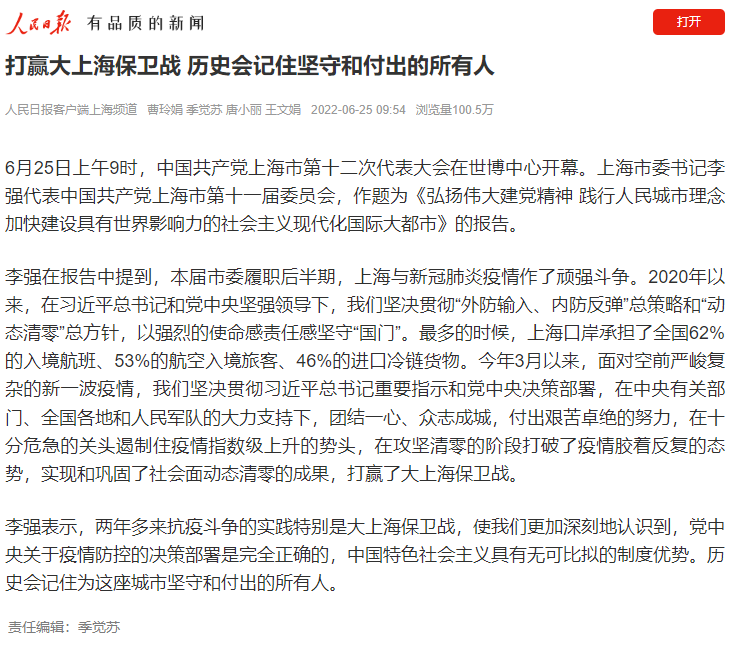 人民日报 有品质的新闻
打开
打赢大上海保卫战 历史会记住坚守和付出的所有人
人民日报客户端上海频道 曹玲娟 季觉苏 唐小丽 王文娟 2022-06-25 09:54 浏览量100.5万
6月25日上午9时，中国共产党上海市第十二次代表大会在世博中心开幕。上海市委书记李
强代表中国共产党上海市第十一届委员会，作题为《弘扬伟大建党精神 践行人民城市理念
加快建设具有世界影响力的社会主义现代化国际大都市》的报告。
李强在报告中提到，本届市委履职后半期，上海与新冠肺炎疫情作了顽强斗争。2020年以
来，在习近平总书记和党中央坚强领导下，我们坚决贯彻“外防输入、内防反弹”总策略和“动
态清零”总方针，以强烈的使命感责任感坚守“国门”。最多的时候，上海口岸承担了全国62%
的入境航班、53%的航空入境旅客、46%的进口冷链货物。今年3月以来，面对空前严峻复
杂的新一波疫情，我们坚决贯彻习近平总书记重要指示和党中央决策部署，在中央有关部
门、全国各地和人民军队的大力支持下，团结一心、众志成城，付出艰苦卓绝的努力，在十
分危急的关头遏制住疫情指数级上升的势头，在攻坚清零的阶段打破了疫情胶着反复的态
势，实现和巩固了社会面动态清零的成果，打赢了大上海保卫战。
李强表示，两年多来抗疫斗争的实践特别是大上海保卫战，使我们更加深刻地认识到，党中
央关于疫情防控的决策部署是完全正确的，中国特色社会主义具有无可比拟的制度优势。历
史会记住为这座城市坚守和付出的所有人。
责任编辑：季觉苏